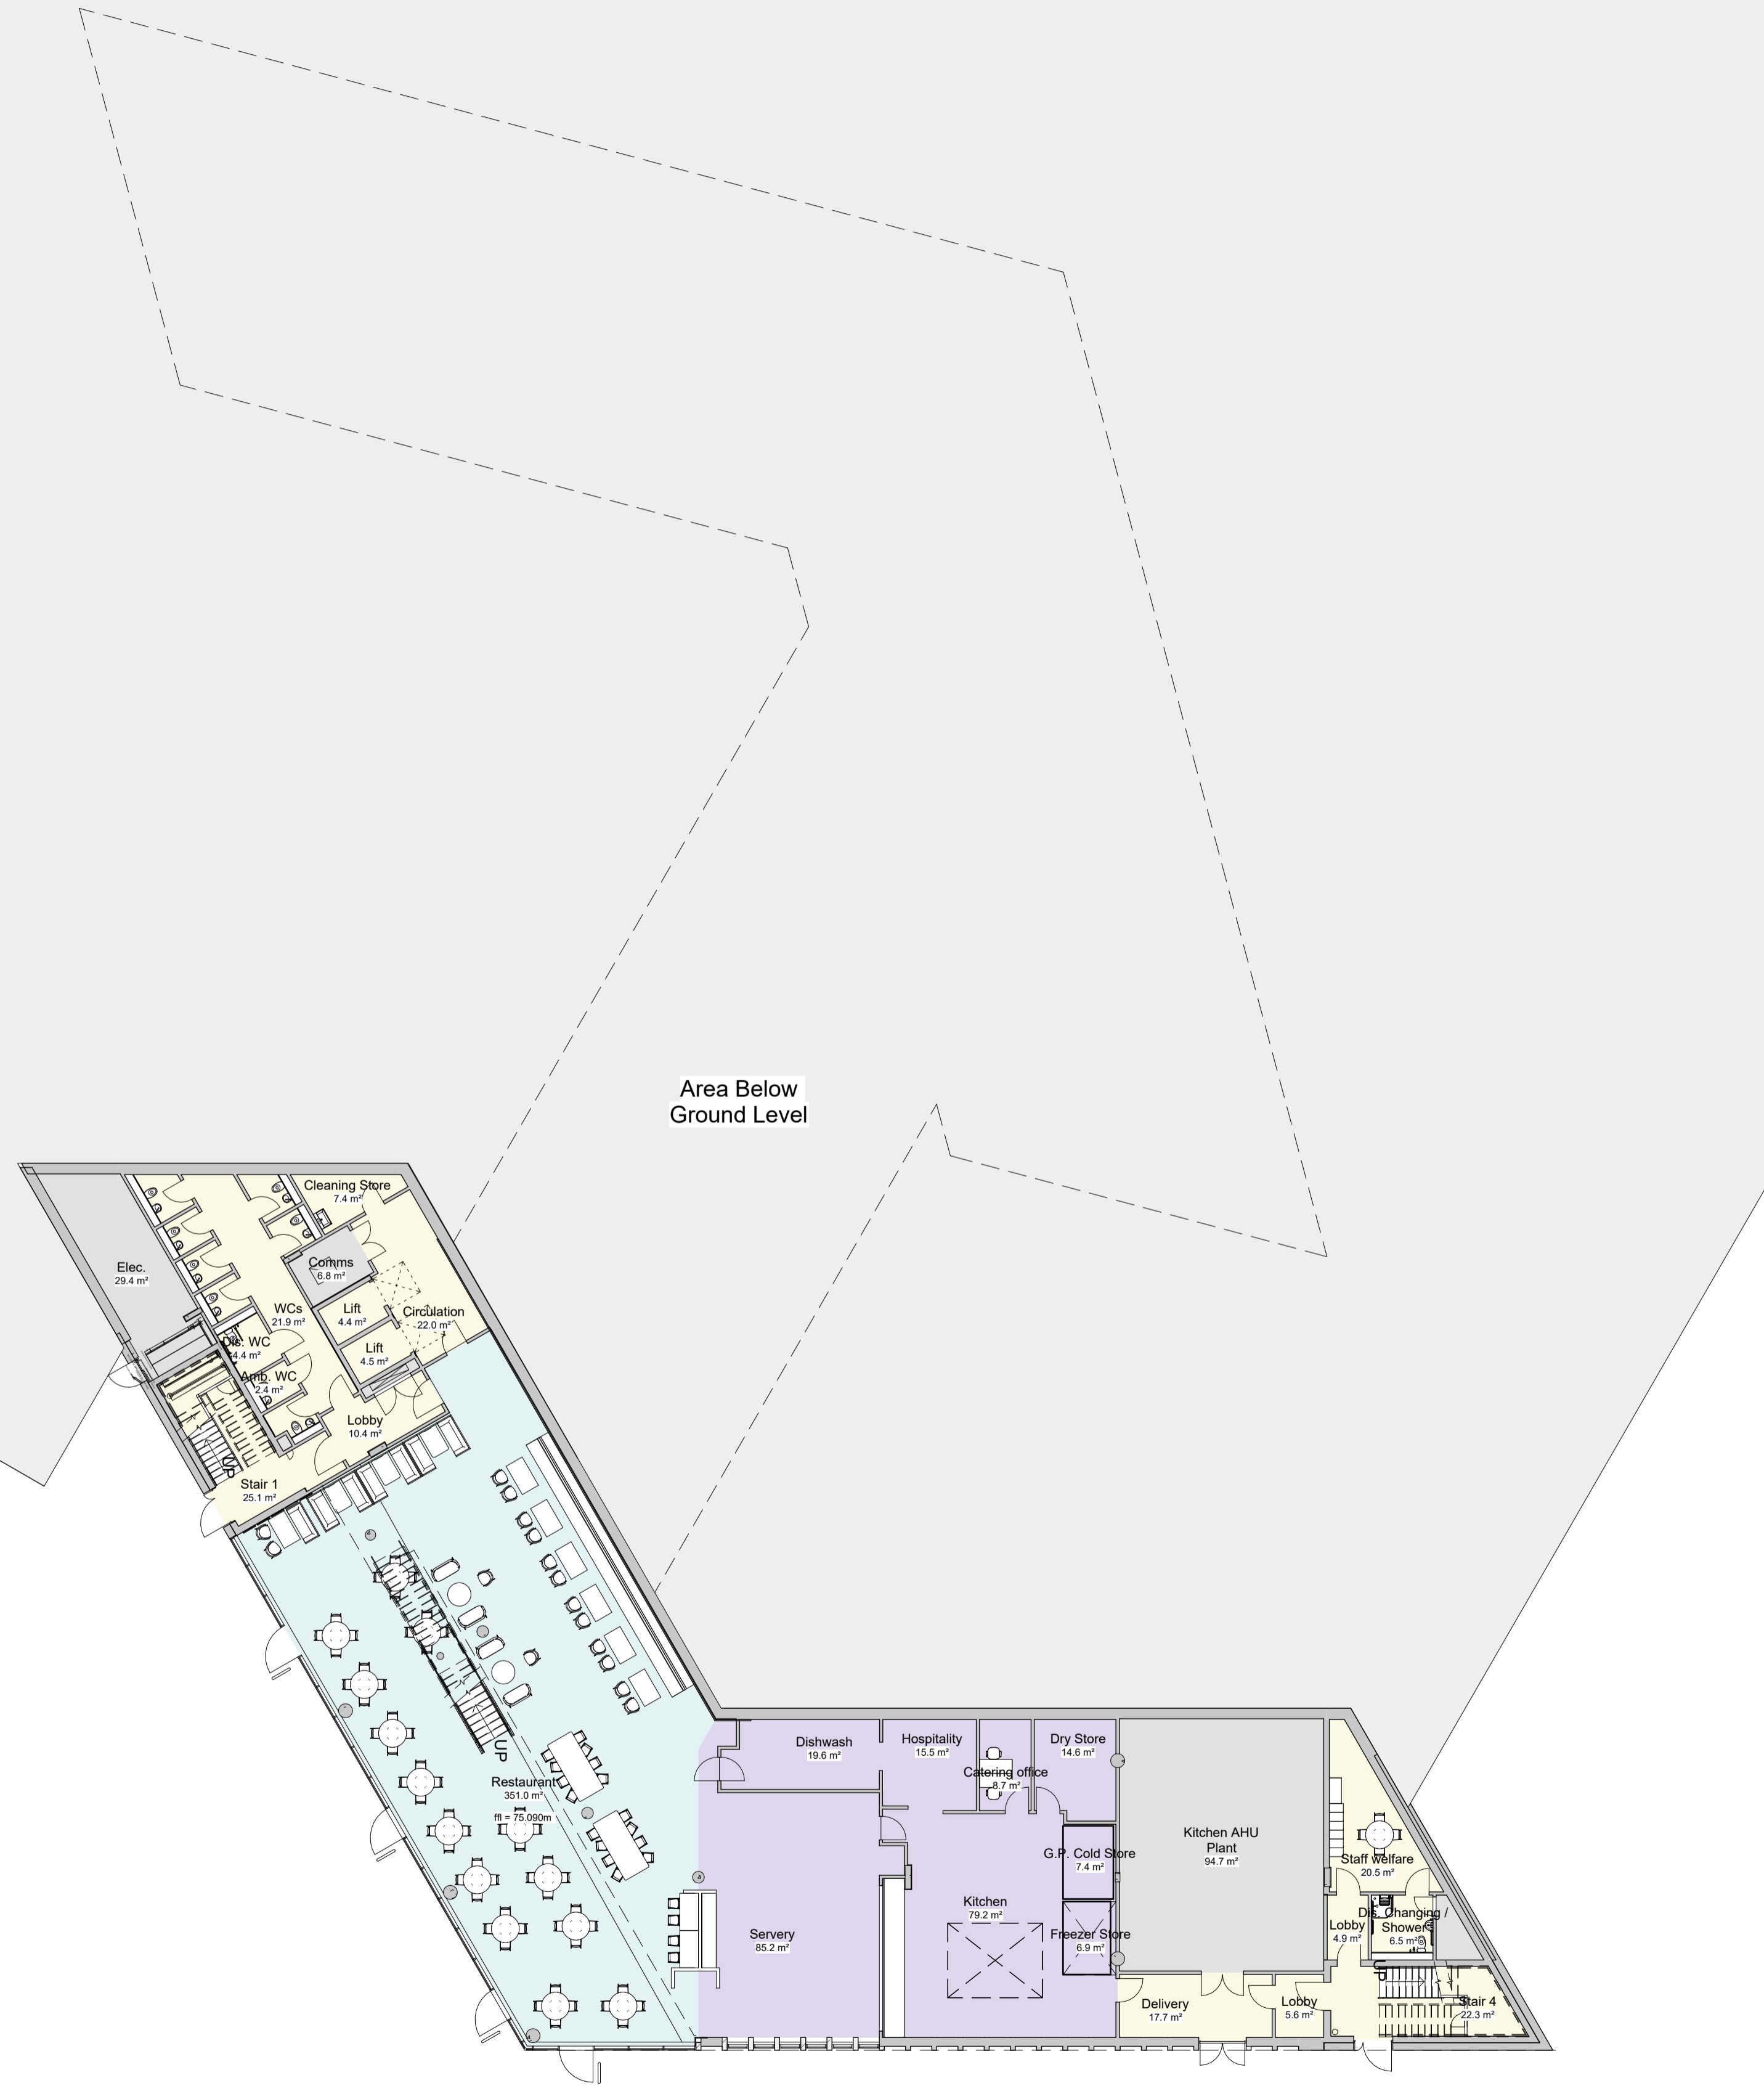 Area Below
Ground Level
Cleaning Store
7.4 m²
Elec.
29.4 m²
Comms
6.8 m²
WCs
21.9 m²
Lift
4.4 m²
Circulation
22.0 m²
Dis. WC
4.4 m²
Lift
4.5 m²
Amb. WC
2.4 m²
Lobby
10.4 m²
UP
Stair 1
25.1 m²
UP
Restaurant
351.0 m²
ffl = 75.090m
Dishwash
19.6 m²
Hospitality
15.5 m²
Catering office
8.7 m²
Dry Store
14.6 m²
G.P. Cold Store
7.4 m²
Kitchen AHU
Plant
94.7 m²
Staff welfare
20.5 m²
Kitchen
79.2 m²
Servery
85.2 m²
Freezer Store
6.9 m²
Lobby
4.9 m²
Dis. Changing /
Shower
6.5 m²
UP
Delivery
17.7 m²
Lobby
5.6 m²
Stair 4
22.3 m²